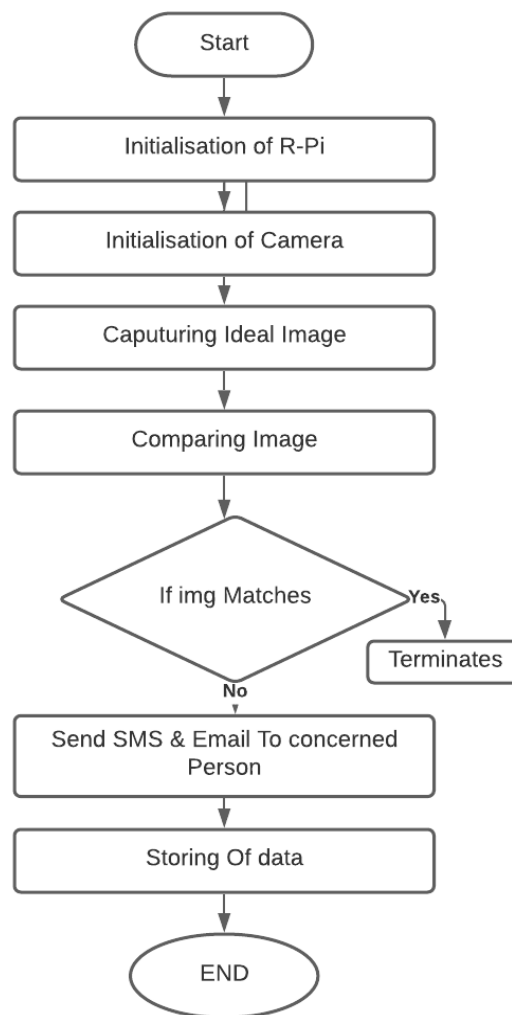 Start
Initialisation of R-Pi
Initialisation of Camera
Caputuring Ideal Image
Comparing Image
If img Matches
Yes
Terminates
No
Send SMS & Email To concerned
Person
Storing Of data
END